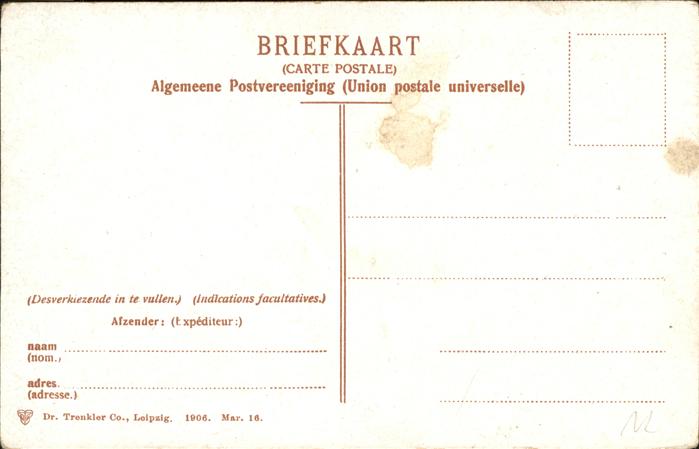 BRIEFKAART
(CARTE POSTALE)
Algemeene Postvereeniging (Union postale universelle)
(Desverkiezende in te vullen.) (Indications facultatives.)
Afzender: (Expéditeur:)
naam
(nom.)
adres.
(adresse.)
Dr. Trenkler Co., Leipzig. 1906. Mar. 16.